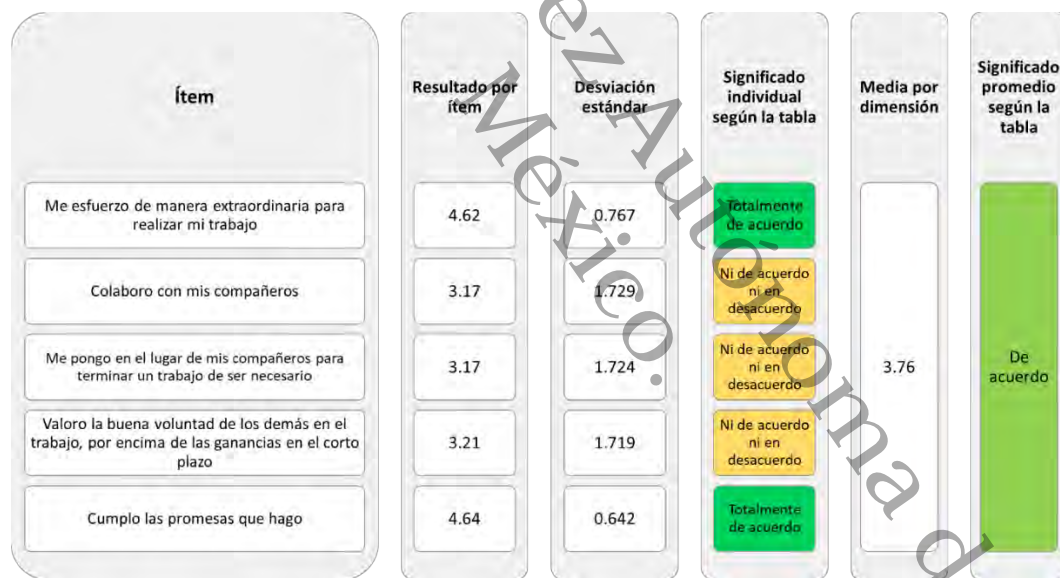 Ítem
Resultado por
ítem
Desviación
estándar
Significado
individual
según la tabla
Media por
dimensión
Significado
promedio
según la
tabla
Me esfuerzo de manera extraordinaria para
realizar mi trabajo
4.62
0.767
Totalmente
de acuerdo
Colaboro con mis compañeros
3.17
1.729
Ni de acuerdo
ni en
desacuerdo
Me pongo en el lugar de mis compañeros para
terminar un trabajo de ser necesario
3.17
1.724
Ni de acuerdo
ni en
desacuerdo
3.76
De
acuerdo
Valoro la buena voluntad de los demás en el
trabajo, por encima de las ganancias en el corto
plazo
3.21
1.719
Ni de acuerdo
ni en
desacuerdo
Cumplo las promesas que hago
4.64
0.642
Totalmente
de acuerdo
ez Autónoma d
México.